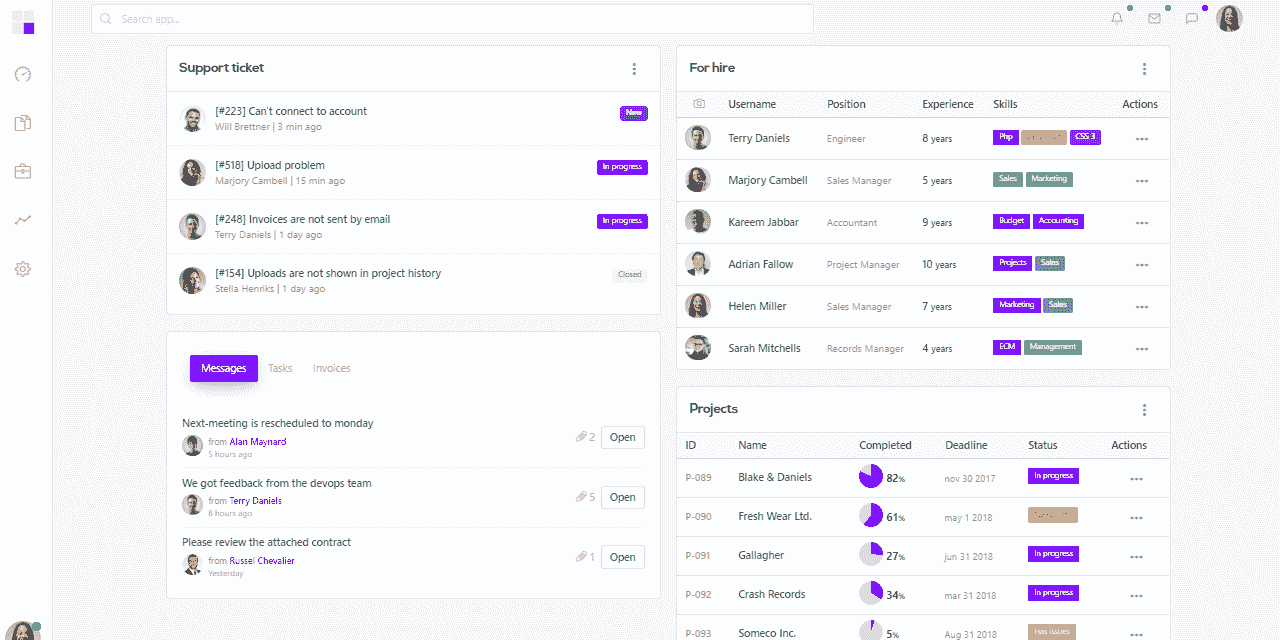 Search app...
Support ticket
[#223] Can't connect to account
Will Brettner | 3 min ago
New
[#518] Upload problem
Marjory Cambell | 15 min ago
In progress
[#248] Invoices are not sent by email
Terry Daniels | 1 day ago
In progress
[#154] Uploads are not shown in project history
Stella Henriks | 1 day ago
Closed
Messages Tasks Invoices
Next-meeting is rescheduled to monday
from Alan Maynard
5 hours ago
2 Open
We got feedback from the developers
from Terry Daniels
8 hours ago
5 Open
Please review the attached contract
from Russel Chevalier
Yesterday
1 Open
For hire
Username Position Experience Skills Actions
Terry Daniels Engineer 8 years Php CSS 3
Marjory Cambell Sales Manager 5 years Sales Marketing
Kareem Jabbar Accountant 9 years Budget Accounting
Adrian Fallow Project Manager 10 years Projects Sales
Helen Miller Sales Manager 7 years Marketing Sales
Sarah Mitchells Records Manager 4 years ECM Management
Projects
ID Name Completed Deadline Status Actions
P-089 Blake & Daniels 82% nov 30 2017 In progress
P-090 Fresh Wear Ltd. 61% may 1 2018
P-091 Gallagher 27% jun 31 2018 In progress
P-092 Crash Records 34% mar 31 2018 In progress
P-093 Someco inc. 5% Aug 31 2018 Has issues